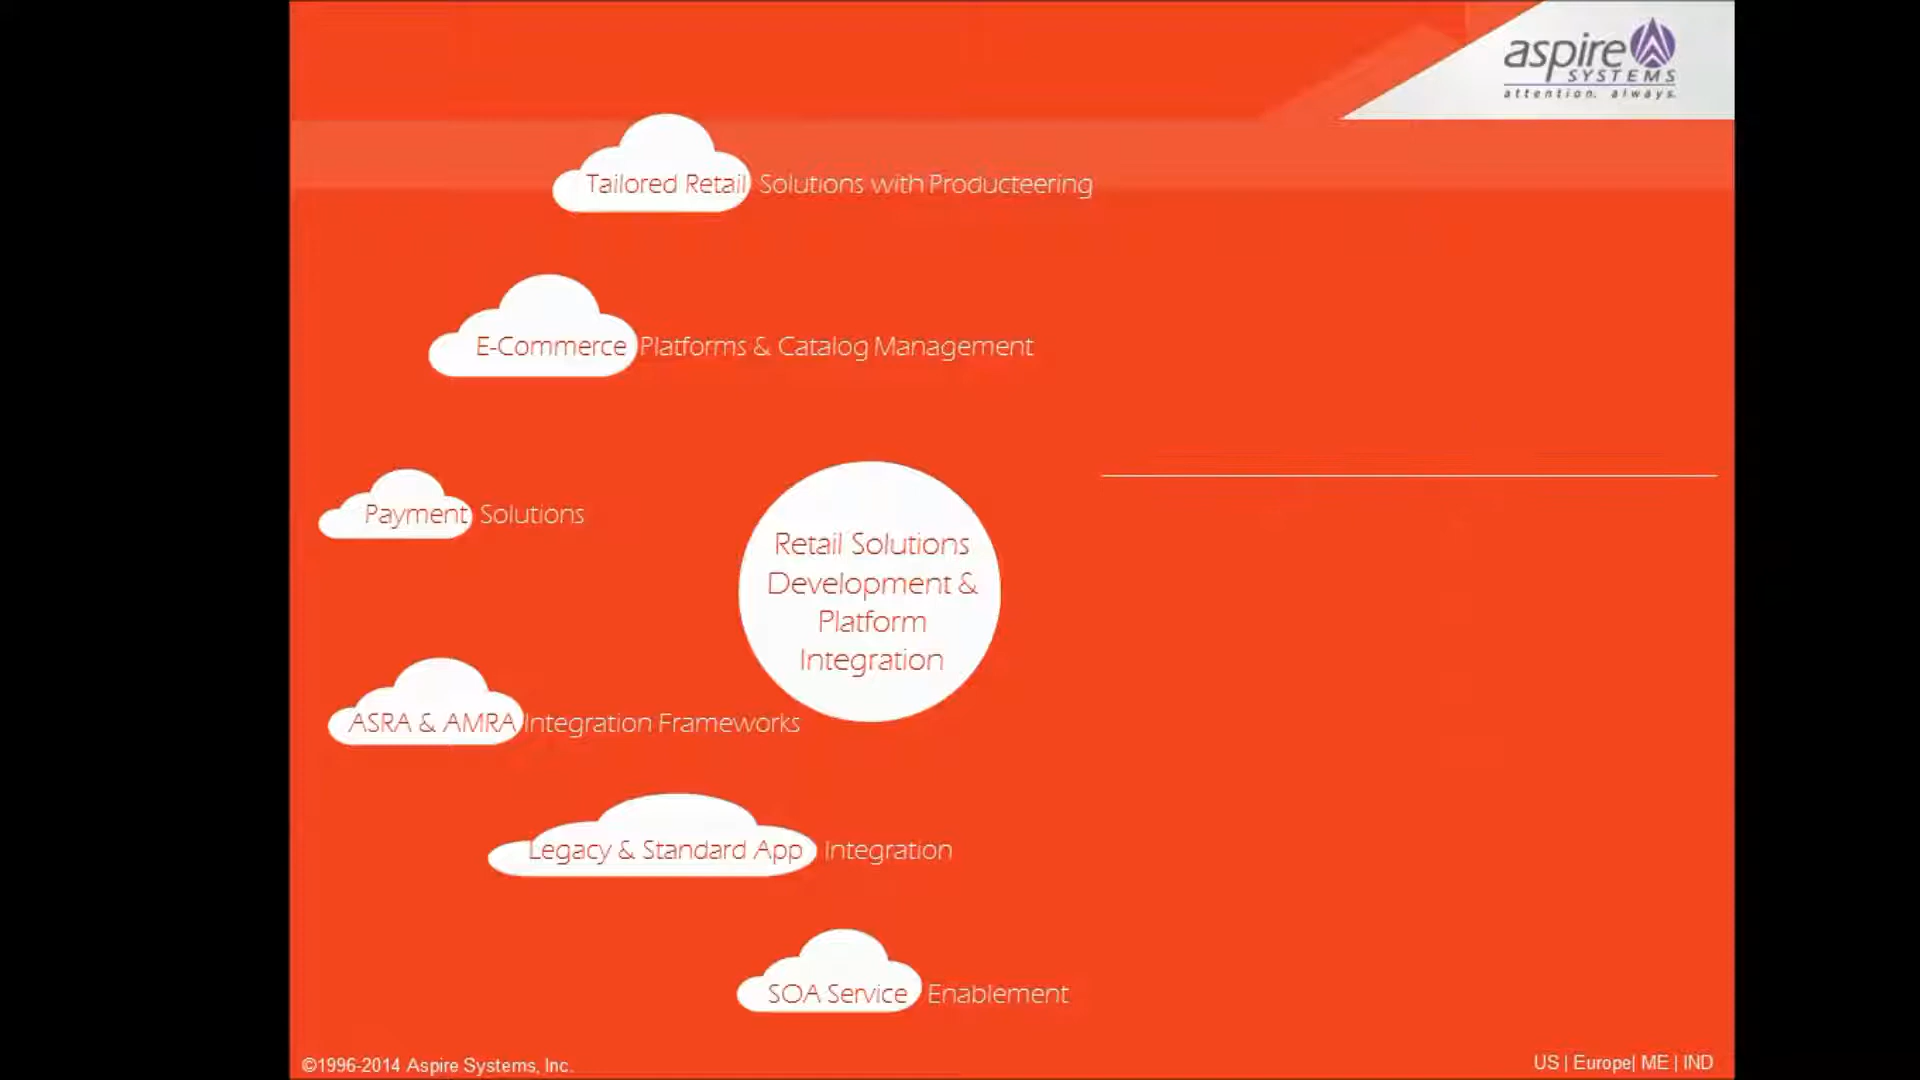 aspire
SYSTEMS
attention. always.
Tailored Retail Solutions with Producteering
E-Commerce Platforms & Catalog Management
Payment Solutions
Retail Solutions
Development &
Platform
Integration
ASRA & AMRA Integration Frameworks
Legacy & Standard App Integration
SOA Service Enablement
©1996-2014 Aspire Systems, Inc.
US | Europe| ME | IND